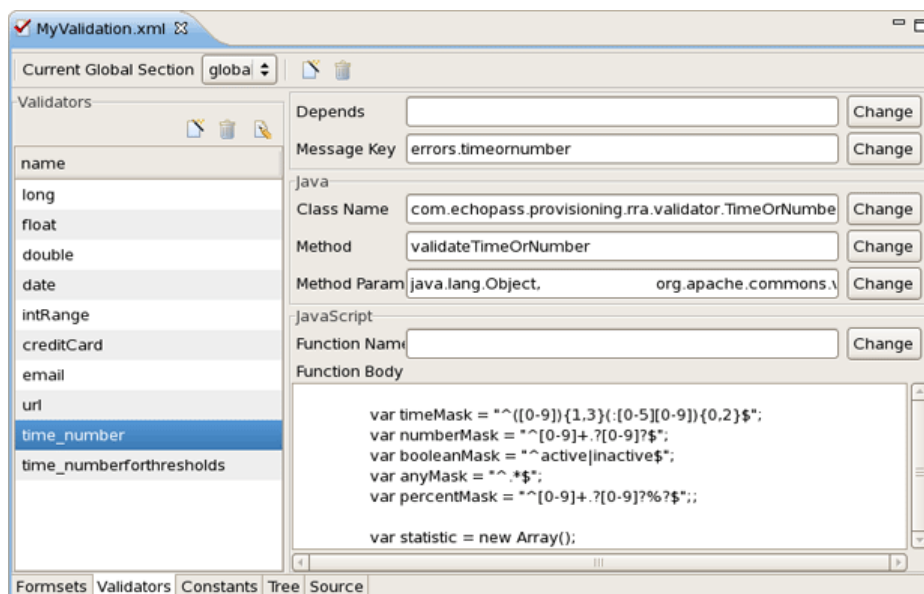 MyValidation.xml
Current Global Section global
Validators
name
long
float
double
date
intRange
creditCard
email
url
time_number
time_numberforthresholds
Depends Change
Message Key errors.timeornumber Change
Java
Class Name com.echopass.provisioning.rra.validator.TimeOrNumbe Change
Method validateTimeOrNumber Change
Method Param java.lang.Object, org.apache.commons.v Change
JavaScript
Function Name Change
Function Body
var timeMask = "^([0-9]){1,3}(:[0-5][0-9]){0,2}$";
var numberMask = "^[0-9]+.?[0-9]?$";
var booleanMask = "^active|inactive$";
var anyMask = "^.*$";
var percentMask = "^[0-9]+.?[0-9]?%?$";;
var statistic = new Array();
Formsets Validators Constants Tree Source